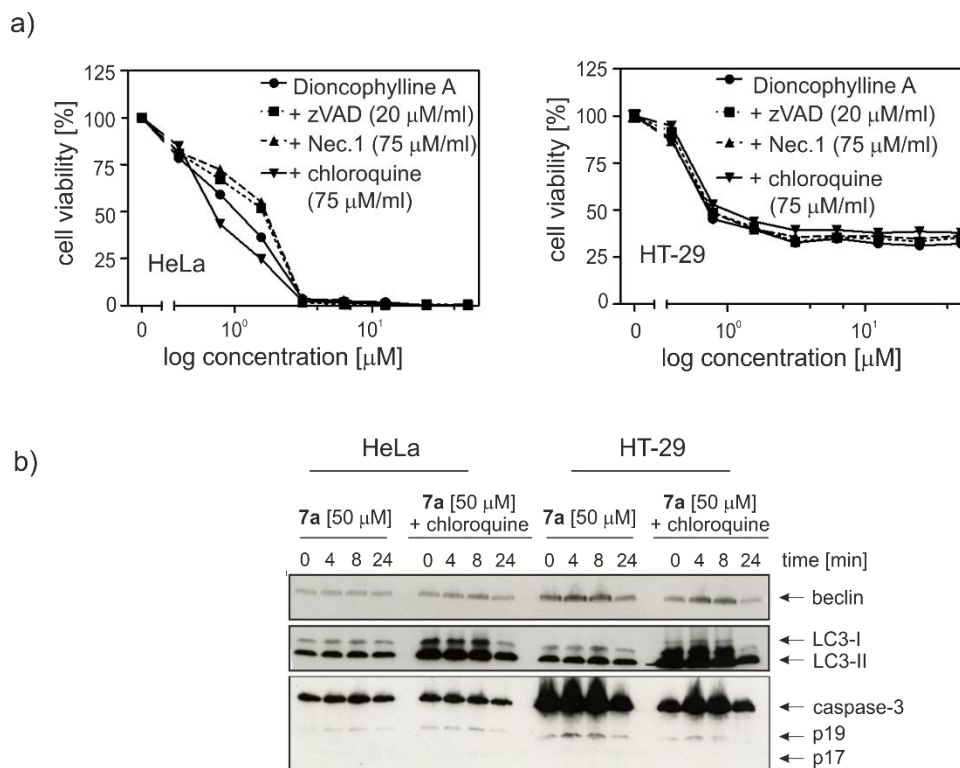 a)
125
100
75
50
25
0
cell viability [%]
Dioncophylline A
+ zVAD (20 µM/ml)
+ Nec.1 (75 µM/ml)
+ chloroquine
(75 µM/ml)
HeLa
0 10⁰ 10¹
log concentration [µM]
125
100
75
50
25
0
cell viability [%]
Dioncophylline A
+ zVAD (20 µM/ml)
+ Nec.1 (75 µM/ml)
+ chloroquine
(75 µM/ml)
HT-29
0 10⁰ 10¹
log concentration [µM]
b)
HeLa HT-29
7a [50 µM] 7a [50 µM] + chloroquine 7a [50 µM] 7a [50 µM] + chloroquine
0 4 8 24 0 4 8 24 0 4 8 24 0 4 8 24 time [min]
beclin
LC3-I
LC3-II
caspase-3
p19
p17